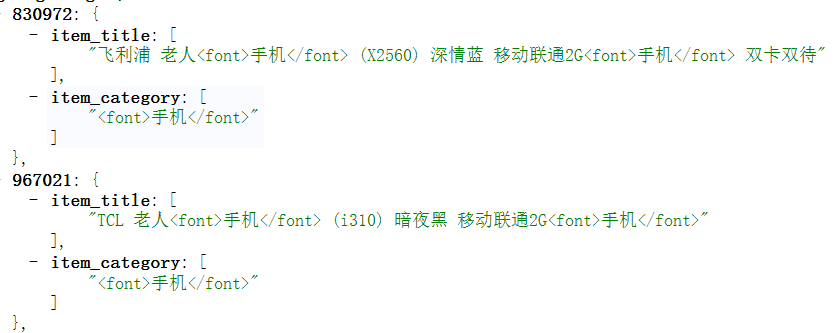 830972: {
- item_title: [
"飞利浦 老人<font>手机</font> (X2560) 深情蓝 移动联通2G<font>手机</font> 双卡双待"
],
- item_category: [
"<font>手机</font>"
]
},
967021: {
- item_title: [
"TCL 老人<font>手机</font> (i310) 暗夜黑 移动联通2G<font>手机</font>"
],
- item_category: [
"<font>手机</font>"
]
},